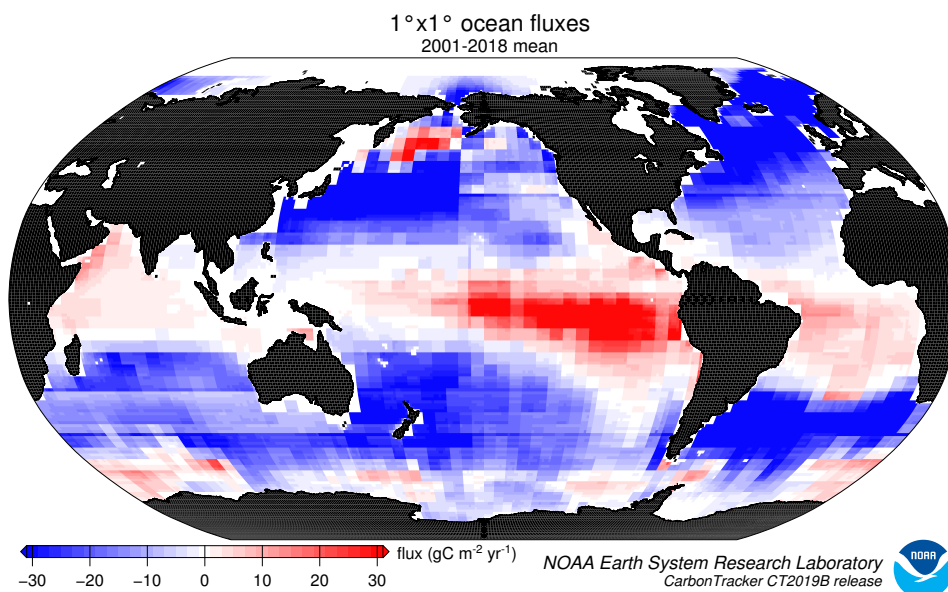 1°x1° ocean fluxes
2001-2018 mean
flux (gC m⁻² yr⁻¹)
−30 −20 −10 0 10 20 30
NOAA Earth System Research Laboratory
CarbonTracker CT2019B release
NOAA